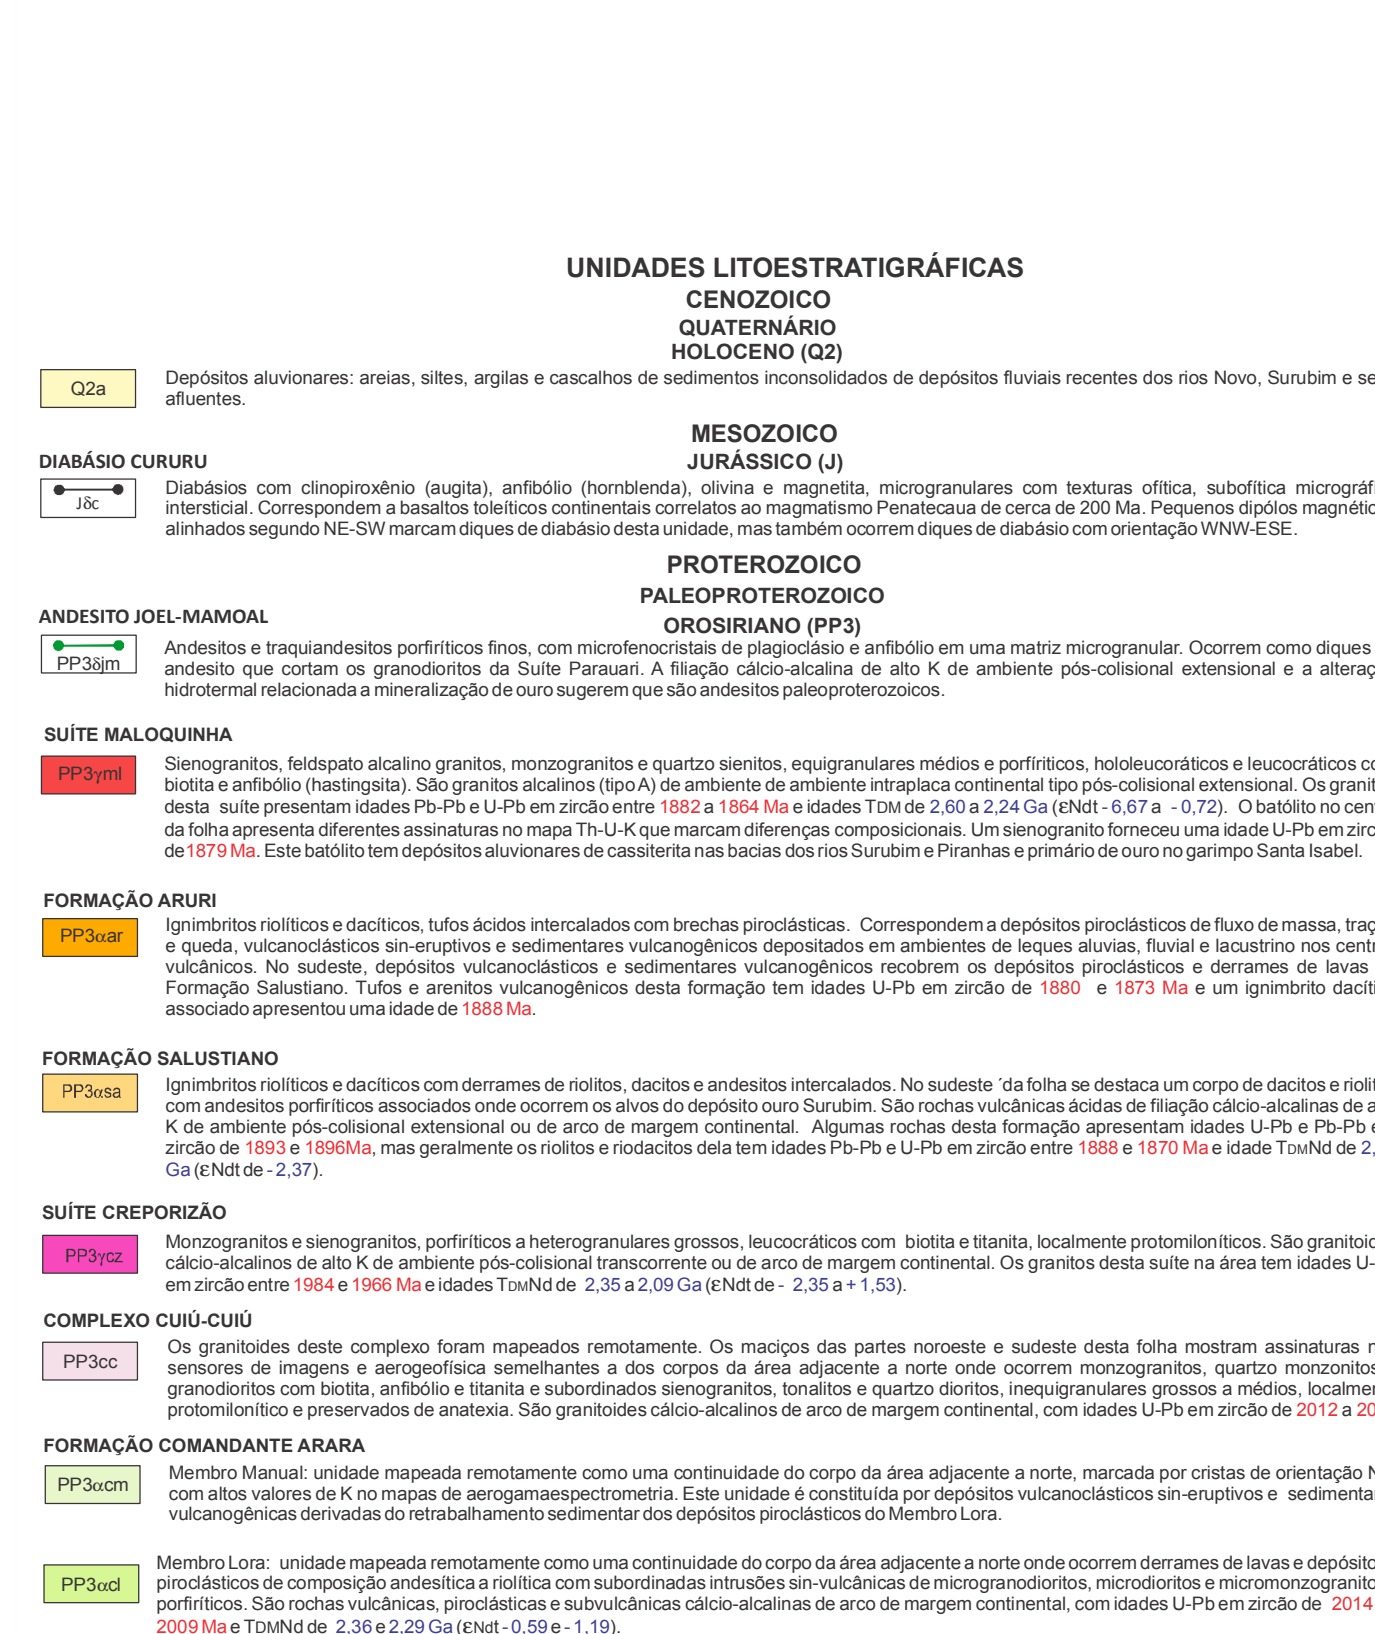 UNIDADES LITOESTRATIGRÁFICAS
CENOZOICO
QUATERNÁRIO
HOLOCENO (Q2)
Q2a
Depósitos aluvionares: areias, siltes, argilas e cascalhos de sedimentos inconsolidados de depósitos fluviais recentes dos rios Novo, Surubim e se
afluentes.
MESOZOICO
DIABÁSIO CURURU
JURÁSSICO (J)
Jδc
Diabásios com clinopiroxênio (augita), anfibólio (hornblenda), olivina e magnetita, microgranulares com texturas ofítica, subofítica micrográfi
intersticial. Correspondem a basaltos toleíticos continentais correlatos ao magmatismo Penatecaua de cerca de 200 Ma. Pequenos dipólos magnétic
alinhados segundo NE-SW marcam diques de diabásio desta unidade, mas também ocorrem diques de diabásio com orientação WNW-ESE.
PROTEROZOICO
PALEOPROTEROZOICO
ANDESITO JOEL-MAMOAL
OROSIRIANO (PP3)
PP3δjm
Andesitos e traquiandesitos porfiríticos finos, com microfenocristais de plagioclásio e anfibólio em uma matriz microgranular. Ocorrem como diques
andesito que cortam os granodioritos da Suíte Parauari. A filiação cálcio-alcalina de alto K de ambiente pós-colisional extensional e a alteraç
hidrotermal relacionada a mineralização de ouro sugerem que são andesitos paleoproterozoicos.
SUÍTE MALOQUINHA
PP3γml
Sienogranitos, feldspato alcalino granitos, monzogranitos e quartzo sienitos, equigranulares médios e porfíriticos, hololeucoráticos e leucocráticos co
biotita e anfibólio (hastingsita). São granitos alcalinos (tipo A) de ambiente de ambiente intraplaca continental tipo pós-colisional extensional. Os granit
desta suíte presentam idades Pb-Pb e U-Pb em zircão entre 1882 a 1864 Ma e idades TDM de 2,60 a 2,24 Ga (εNdt - 6,67 a - 0,72). O batólito no cent
da folha apresenta diferentes assinaturas no mapa Th-U-K que marcam diferenças composicionais. Um sienogranito forneceu uma idade U-Pb em zirc
de 1879 Ma. Este batólito tem depósitos aluvionares de cassiterita nas bacias dos rios Surubim e Piranhas e primário de ouro no garimpo Santa Isabel.
FORMAÇÃO ARURI
PP3αar
Ignimbritos riolíticos e dacíticos, tufos ácidos intercalados com brechas piroclásticas. Correspondem a depósitos piroclásticos de fluxo de massa, traç
e queda, vulcanoclásticos sin-eruptivos e sedimentares vulcanogênicos depositados em ambientes de leques aluvias, fluvial e lacustrino nos centr
vulcânicos. No sudeste, depósitos vulcanoclásticos e sedimentares vulcanogênicos recobrem os depósitos piroclásticos e derrames de lavas
Formação Salustiano. Tufos e arenitos vulcanogênicos desta formação tem idades U-Pb em zircão de 1880 e 1873 Ma e um ignimbrito dacíti
associado apresentou uma idade de 1888 Ma.
FORMAÇÃO SALUSTIANO
PP3αsa
Ignimbritos riolíticos e dacíticos com derrames de riolitos, dacitos e andesitos intercalados. No sudeste ´da folha se destaca um corpo de dacitos e riolit
com andesitos porfiríticos associados onde ocorrem os alvos do depósito ouro Surubim. São rochas vulcânicas ácidas de filiação cálcio-alcalinas de a
K de ambiente pós-colisional extensional ou de arco de margem continental. Algumas rochas desta formação apresentam idades U-Pb e Pb-Pb e
zircão de 1893 e 1896Ma, mas geralmente os riolitos e riodacitos dela tem idades Pb-Pb e U-Pb em zircão entre 1888 e 1870 Ma e idade TDMNd de 2,
Ga (εNdt de - 2,37).
SUÍTE CREPORIZÃO
PP3γcz
Monzogranitos e sienogranitos, porfiríticos a heterogranulares grossos, leucocráticos com biotita e titanita, localmente protomiloníticos. São granitoid
cálcio-alcalinos de alto K de ambiente pós-colisional transcorrente ou de arco de margem continental. Os granitos desta suíte na área tem idades U-
em zircão entre 1984 e 1966 Ma e idades TDMNd de 2,35 a 2,09 Ga (εNdt de - 2,35 a + 1,53).
COMPLEXO CUIÚ-CUIÚ
PP3cc
Os granitoides deste complexo foram mapeados remotamente. Os maciços das partes noroeste e sudeste desta folha mostram assinaturas n
sensores de imagens e aerogeofísica semelhantes a dos corpos da área adjacente a norte onde ocorrem monzogranitos, quartzo monzonitos
granodioritos com biotita, anfibólio e titanita e subordinados sienogranitos, tonalitos e quartzo dioritos, inequigranulares grossos a médios, localmen
protomilonítico e preservados de anatexia. São granitoides cálcio-alcalinos de arco de margem continental, com idades U-Pb em zircão de 2012 a 20
FORMAÇÃO COMANDANTE ARARA
PP3αcm
Membro Manual: unidade mapeada remotamente como uma continuidade do corpo da área adjacente a norte, marcada por cristas de orientação N
com altos valores de K no mapas de aerogamaespectrometria. Este unidade é constituída por depósitos vulcanoclásticos sin-eruptivos e sedimentar
vulcanogênicas derivadas do retrabalhamento sedimentar dos depósitos piroclásticos do Membro Lora.
PP3αcl
Membro Lora: unidade mapeada remotamente como uma continuidade do corpo da área adjacente a norte onde ocorrem derrames de lavas e depósito
piroclásticos de composição andesítica a riolítica com subordinadas intrusões sin-vulcânicas de microgranodioritos, microdioritos e micromonzogranito
porfiríticos. São rochas vulcânicas, piroclásticas e subvulcânicas cálcio-alcalinas de arco de margem continental, com idades U-Pb em zircão de 2014
2009 Ma e TDMNd de 2,36 e 2,29 Ga (εNdt - 0,59 e - 1,19).